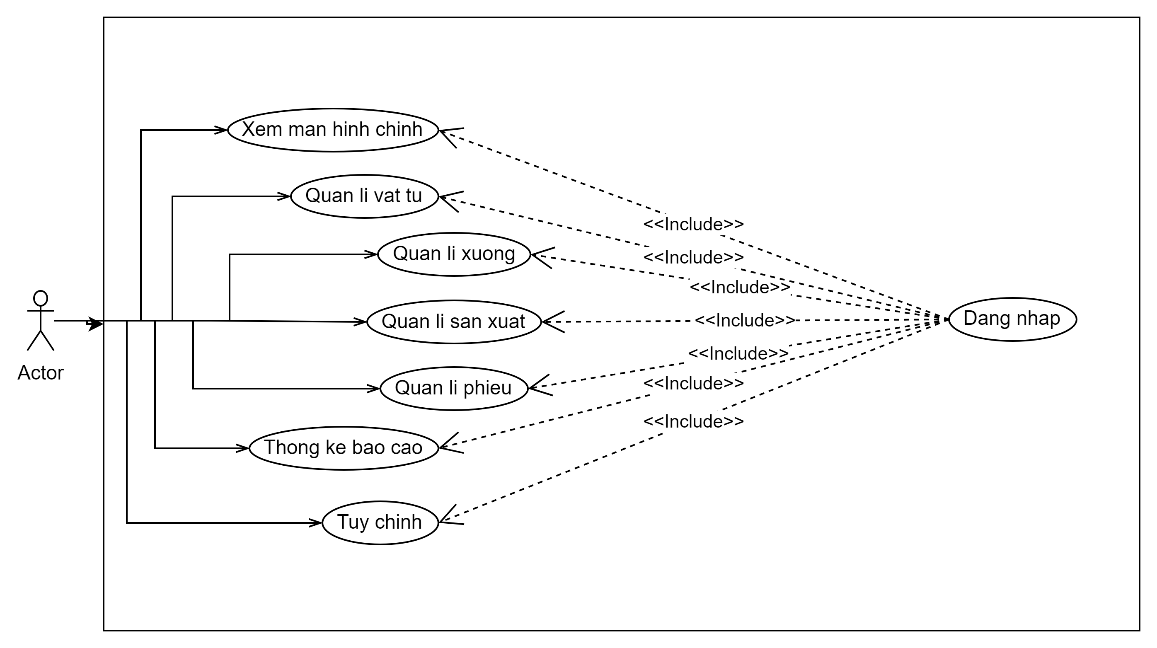 Xem man hinh chinh
Quan li vat tu
<<Include>>
Quan li xuong
<<Include>>
<<Include>>
Actor
Quan li san xuat
<<Include>>
Dang nhap
<<Include>>
Quan li phieu
<<Include>>
<<Include>>
Thong ke bao cao
Tuy chinh